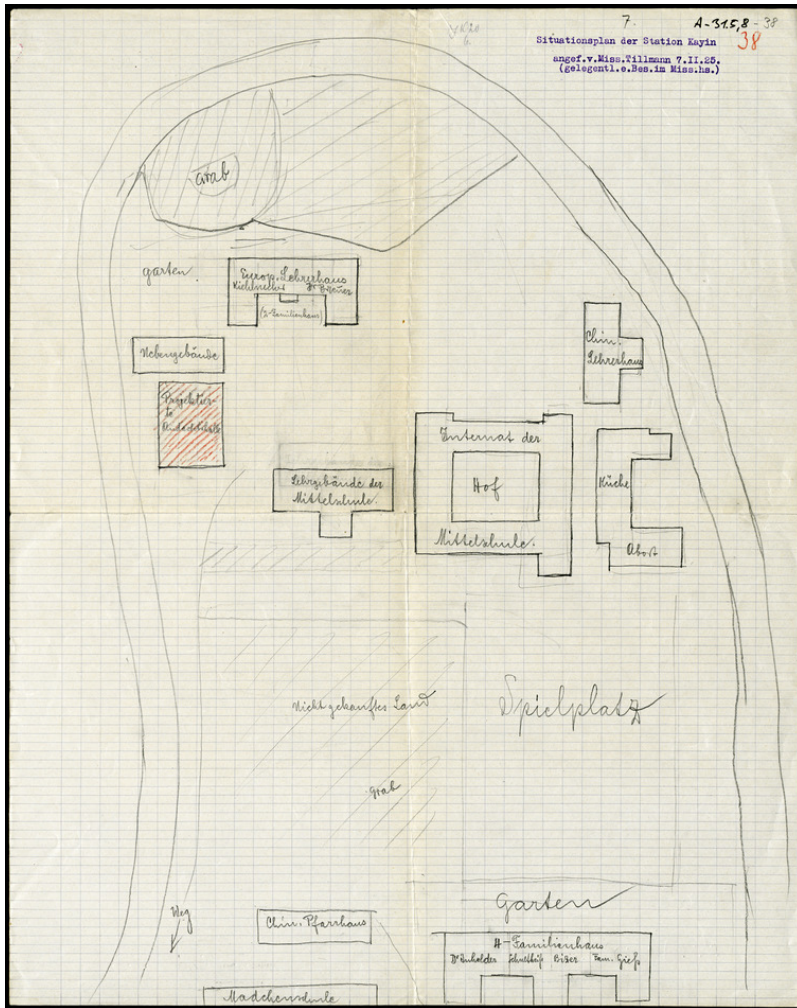 7.
A-31.5,8-38
38
Situationsplan der Station Kayin
angef.v.Miss.Tillmann 7.II.25.
(gelegentl.e.Bes.im Miss.hs.)
Grab
Garten.
Europ. Lehrerhaus
(2-Familienhaus)
Nebengebäude
Chin.
Lehrerhaus
Internat der
Hof
Mittelschule.
Küche
Abort
Lehrgebäude der
Mittelschule.
Nicht gekauftes Land
Spielplatz
Grab
Weg
Garten
Chin. Pfarrhaus
4-Familienhaus
Mädchenschule